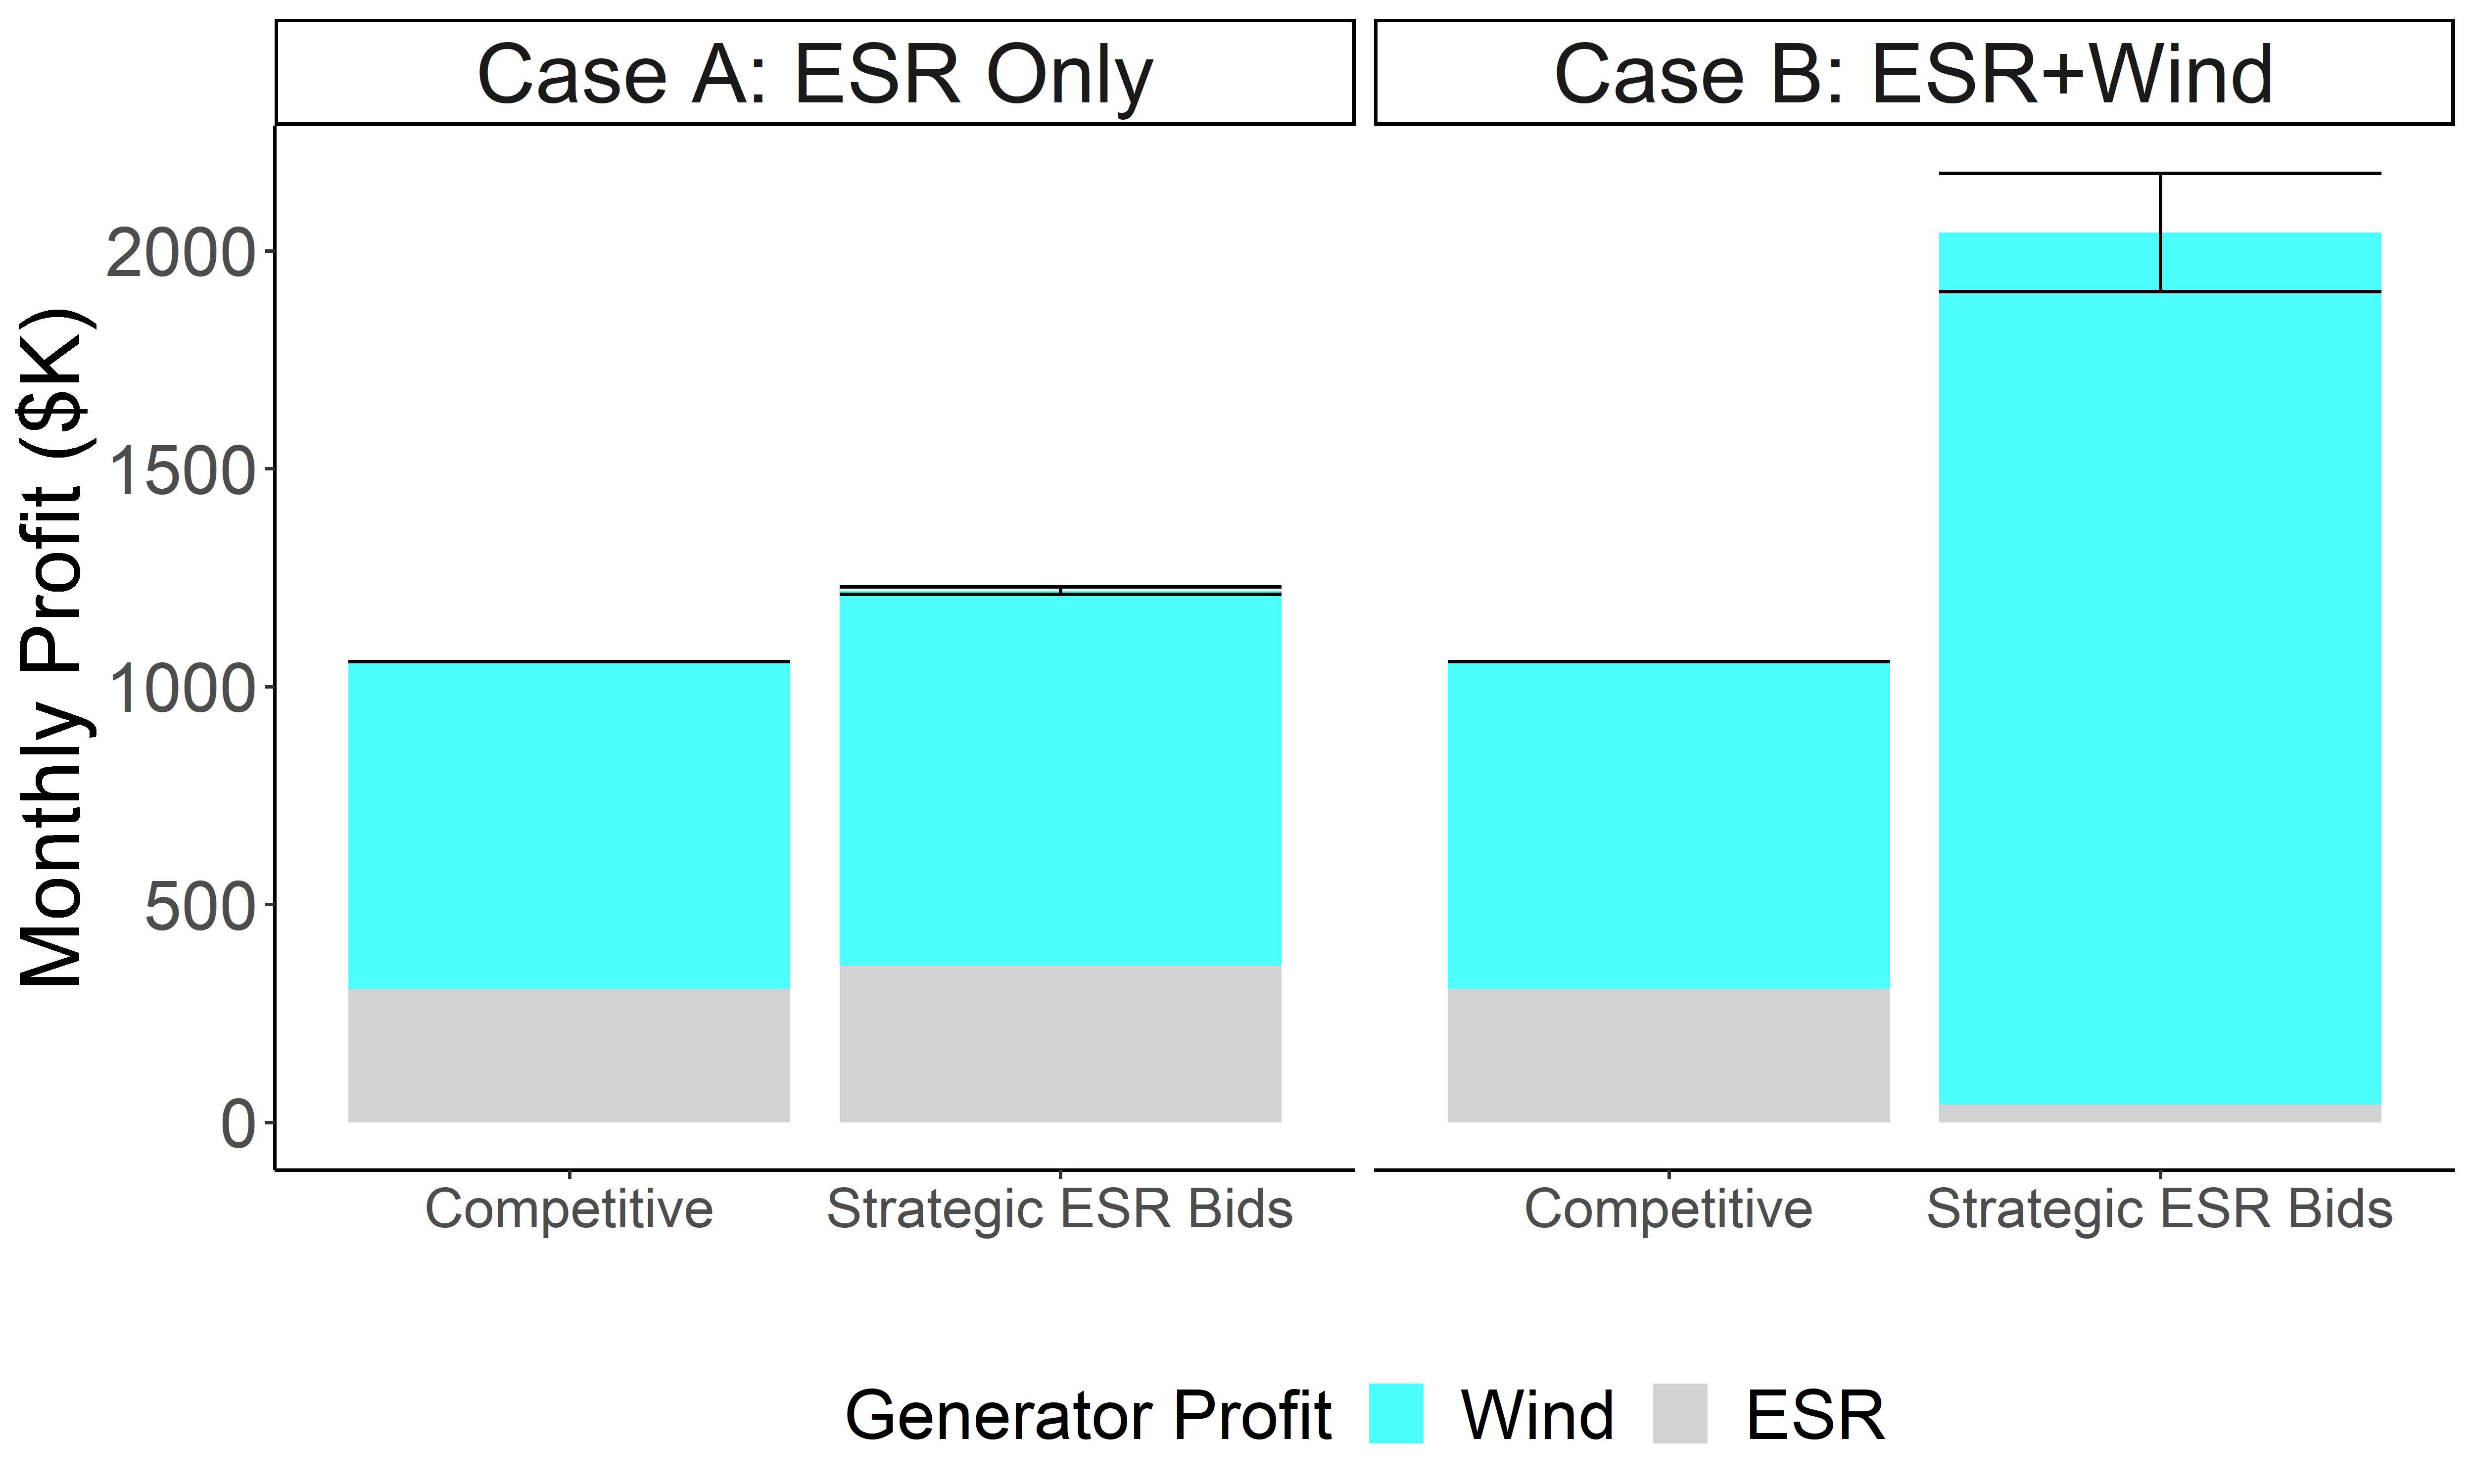 Case A: ESR Only
Case B: ESR+Wind
Monthly Profit ($K)
2000
1500
1000
500
0
Competitive
Strategic ESR Bids
Competitive
Strategic ESR Bids
Generator Profit
Wind
ESR